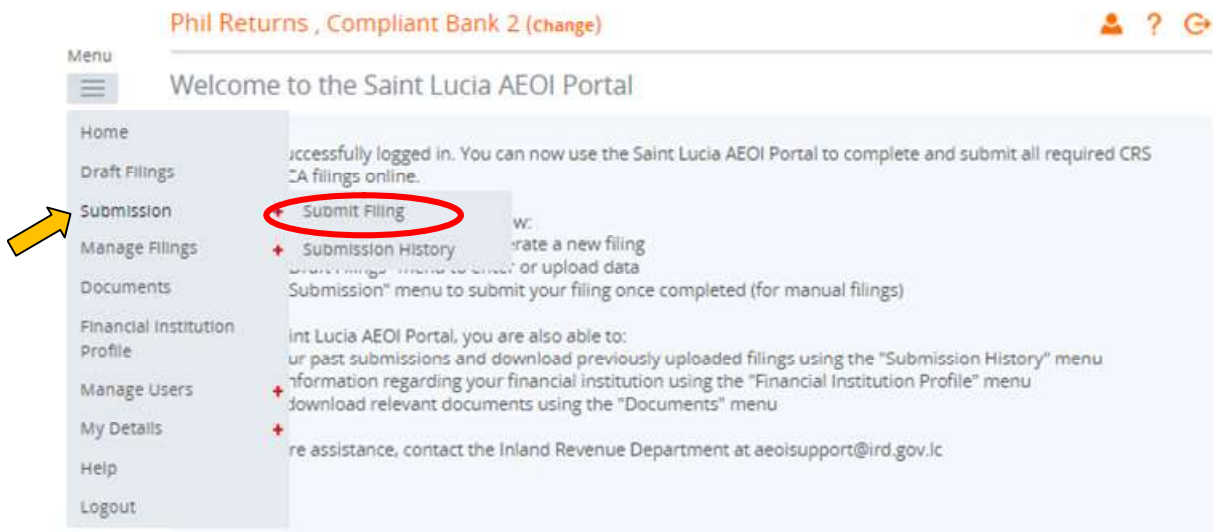 Phil Returns , Compliant Bank 2 (Change)
?
Menu
Welcome to the Saint Lucia AEOI Portal
Home
Draft Filings
Submission
Manage Filings
Documents
Financial Institution
Profile
Manage Users
My Details
Help
Logout
Submit Filing
Submission History
uccessfully logged in. You can now use the Saint Lucia AEOI Portal to complete and submit all required CRS
CA filings online.
w:
erate a new filing
or upload data
"Submission" menu to submit your filing once completed (for manual filings)
int Lucia AEOI Portal, you are also able to:
ur past submissions and download previously uploaded filings using the "Submission History" menu
nformation regarding your financial institution using the "Financial Institution Profile" menu
download relevant documents using the "Documents" menu
re assistance, contact the Inland Revenue Department at aeoisupport@ird.gov.lc